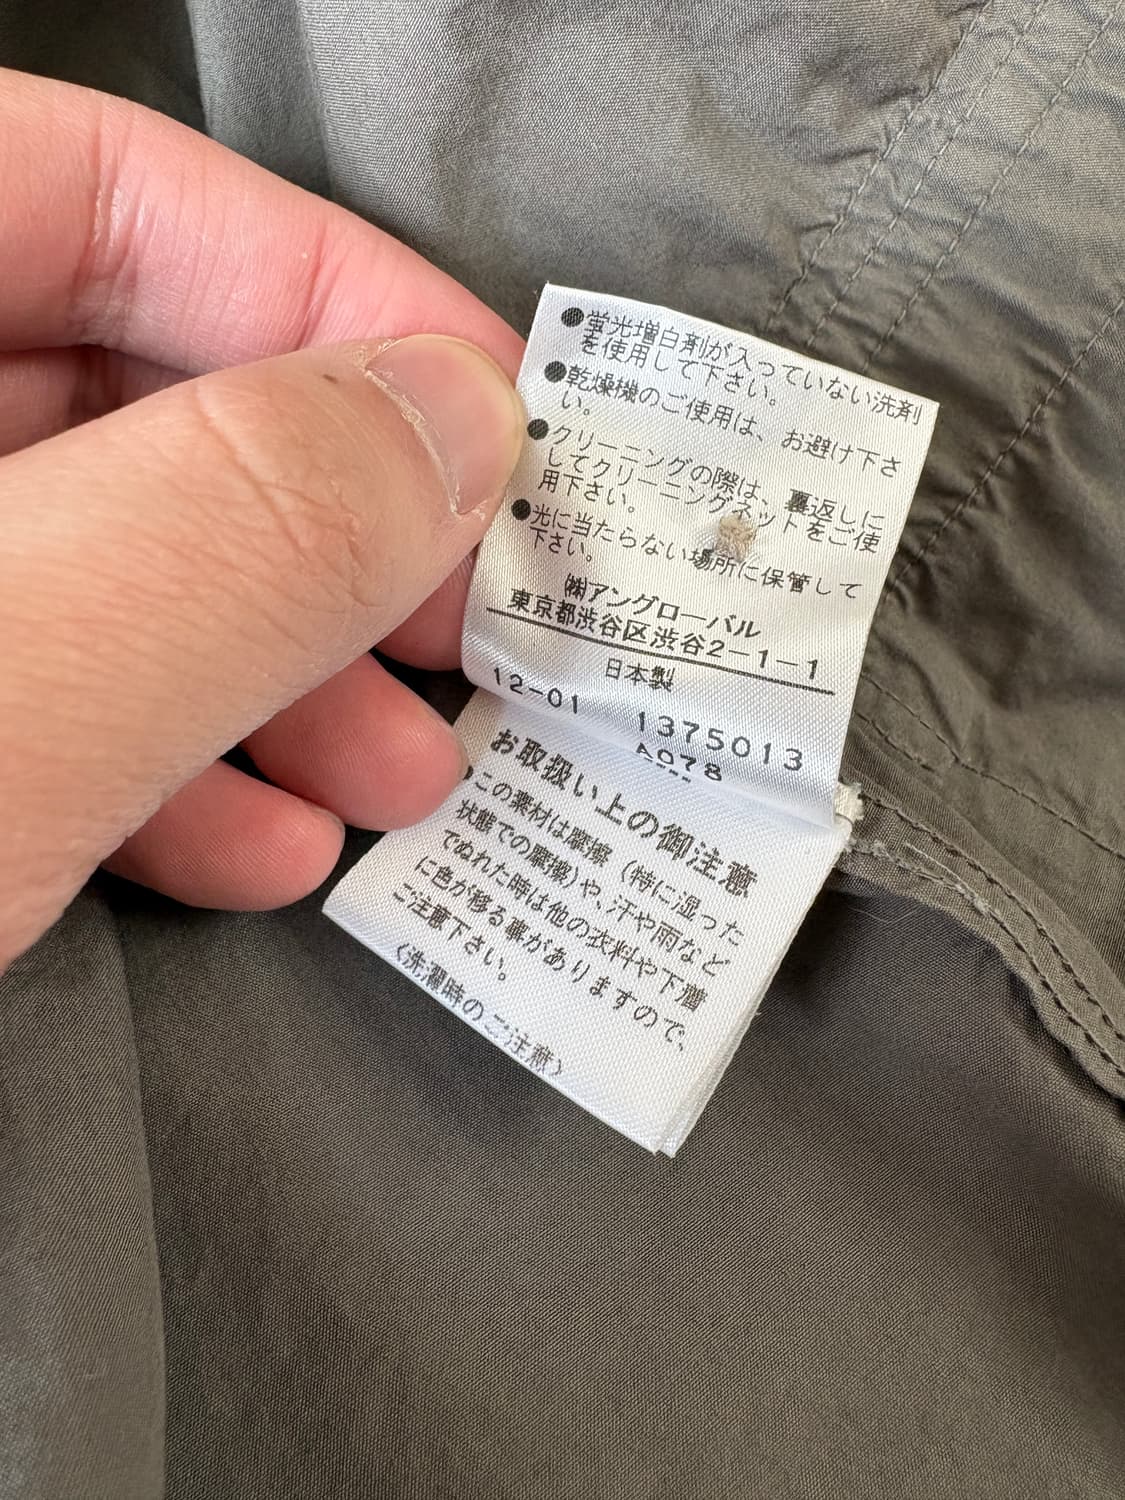 ●蛍光増白剤が入っていない洗剤
を使用して下さい。
●乾燥機のご使用は、お避け下さ
い。
●クリーニングの際は、裏返しに
してクリーニングネットをご使
用下さい。
●光に当たらない場所に保管して
下さい。
㈱アングローバル
東京都渋谷区渋谷2-1-1
日本製
12-01 1375013
A078
お取扱い上の御注意
●この素材は摩擦(特に湿った
状態での摩擦)や、汗や雨など
でぬれた時は他の衣料や下着
に色が移る事がありますので、
ご注意下さい。
〈洗濯時のご注意〉